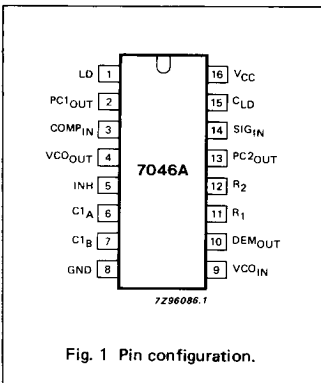 LD 1 16 VCC
PC1OUT 2 15 CLD
COMPIN 3 14 SIGIN
VCOOUT 4 13 PC2OUT
7046A
INH 5 12 R2
C1A 6 11 R1
C1B 7 10 DEMOUT
GND 8 9 VCOIN
7Z96086.1
Fig. 1 Pin configuration.